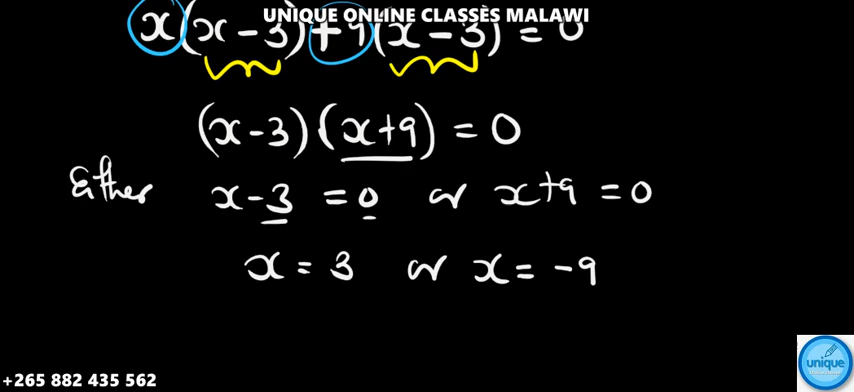 UNIQUE ONLINE CLASSES MALAWI
x(x-3)+9(x-3)=0
(x-3)(x+9)=0
Either x-3=0 or x+9=0
x=3 or x=-9
unique
+265 882 435 562